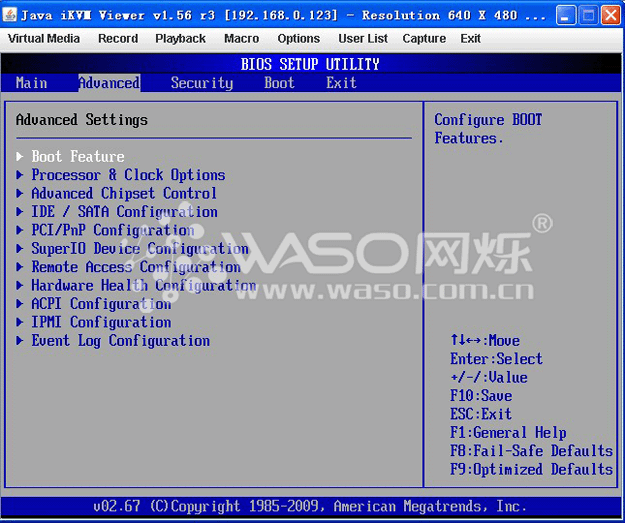 Java iKVM Viewer v1.56 r3 [192.168.0.123] - Resolution 640 X 480 ...
Virtual Media Record Playback Macro Options User List Capture Exit
BIOS SETUP UTILITY
Main Advanced Security Boot Exit
Advanced Settings
Boot Feature
Processor & Clock Options
Advanced Chipset Control
IDE / SATA Configuration
PCI/PnP Configuration
SuperIO Device Configuration
Remote Access Configuration
Hardware Health Configuration
ACPI Configuration
IPMI Configuration
Event Log Configuration
Configure BOOT
Features.
WASO网烁®
www.waso.com.cn
↑↓←→:Move
Enter:Select
+/-/:Value
F10:Save
ESC:Exit
F1:General Help
F8:Fail-Safe Defaults
F9:Optimized Defaults
v02.67 (C)Copyright 1985-2009, American Megatrends, Inc.